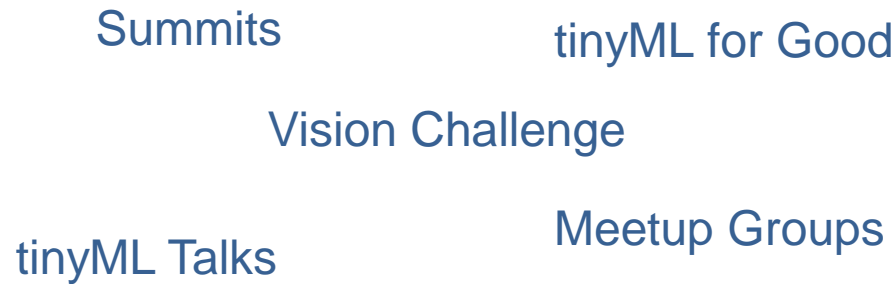 Summits
tinyML for Good
Vision Challenge
Meetup Groups
tinyML Talks